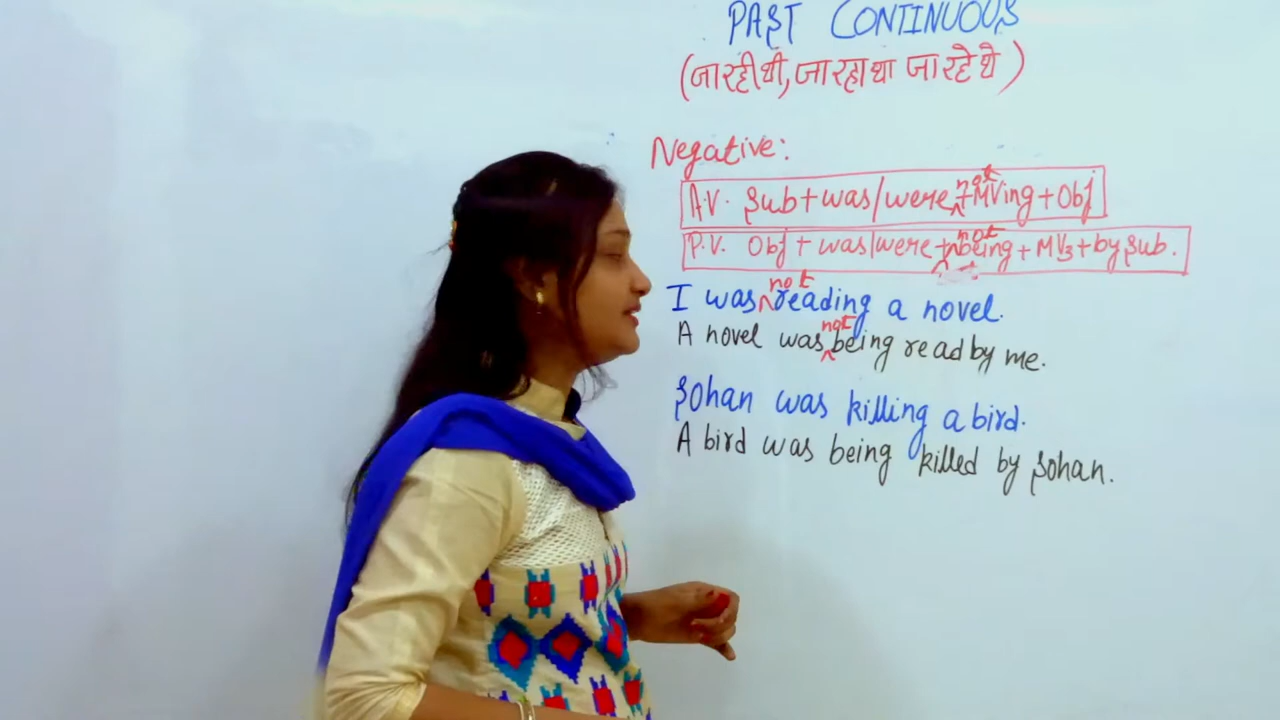 PAST CONTINUOUS
(जा रही थी, जा रहा था जा रहे थे)
Negative:
A.V. Sub + was/were not + MVing + Obj
P.V. Obj + was/were + not being + MV3 + by Sub.
I was not reading a novel.
A novel was not being read by me.
Sohan was killing a bird.
A bird was being killed by Sohan.